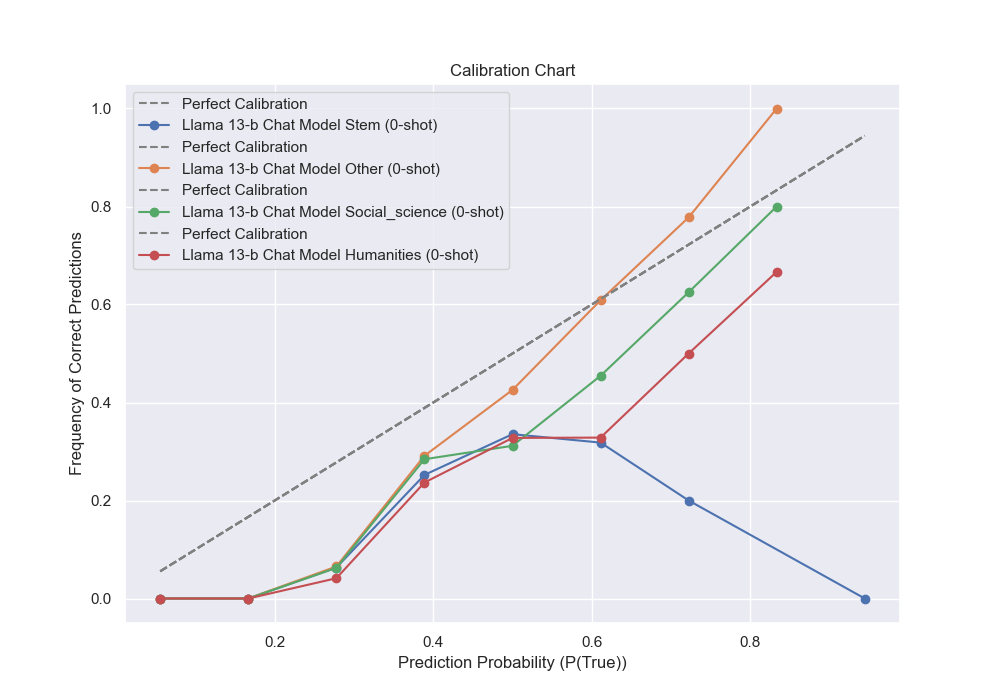 Calibration Chart
Perfect Calibration
Llama 13-b Chat Model Stem (0-shot)
Perfect Calibration
Llama 13-b Chat Model Other (0-shot)
Perfect Calibration
Llama 13-b Chat Model Social_science (0-shot)
Perfect Calibration
Llama 13-b Chat Model Humanities (0-shot)
Frequency of Correct Predictions
1.0
0.8
0.6
0.4
0.2
0.0
0.2 0.4 0.6 0.8
Prediction Probability (P(True))